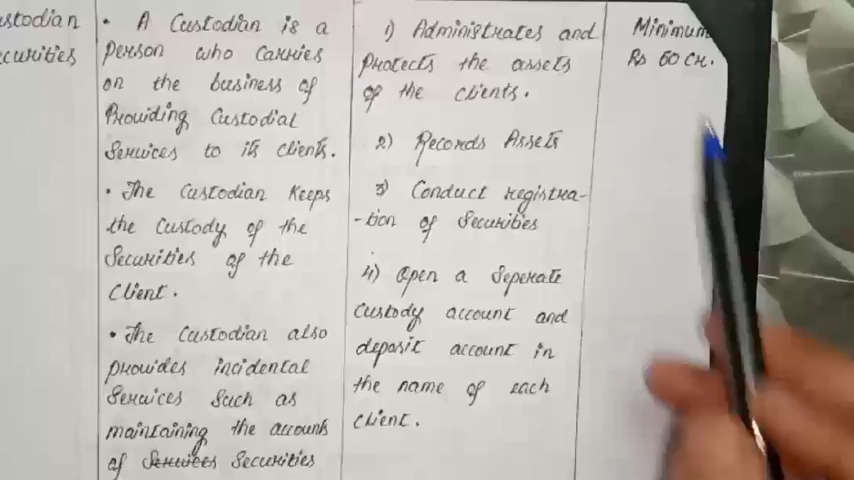 ustodian
curities
• A Custodian is a
person who carries
on the business of
Providing Custodial
Services to its clients.
• The Custodian keeps
the custody of the
Securities of the
Client.
• The Custodian also
provides incidental
Services such as
maintaining the accounts
of Services Securities
1) Administrates and
Protects the assets
of the clients.
2) Records Assets
3) Conduct registra-
-tion of Securities
4) Open a Seperate
Custody account and
deposit account in
the name of each
client.
Minimum
Rs 50 Cr.